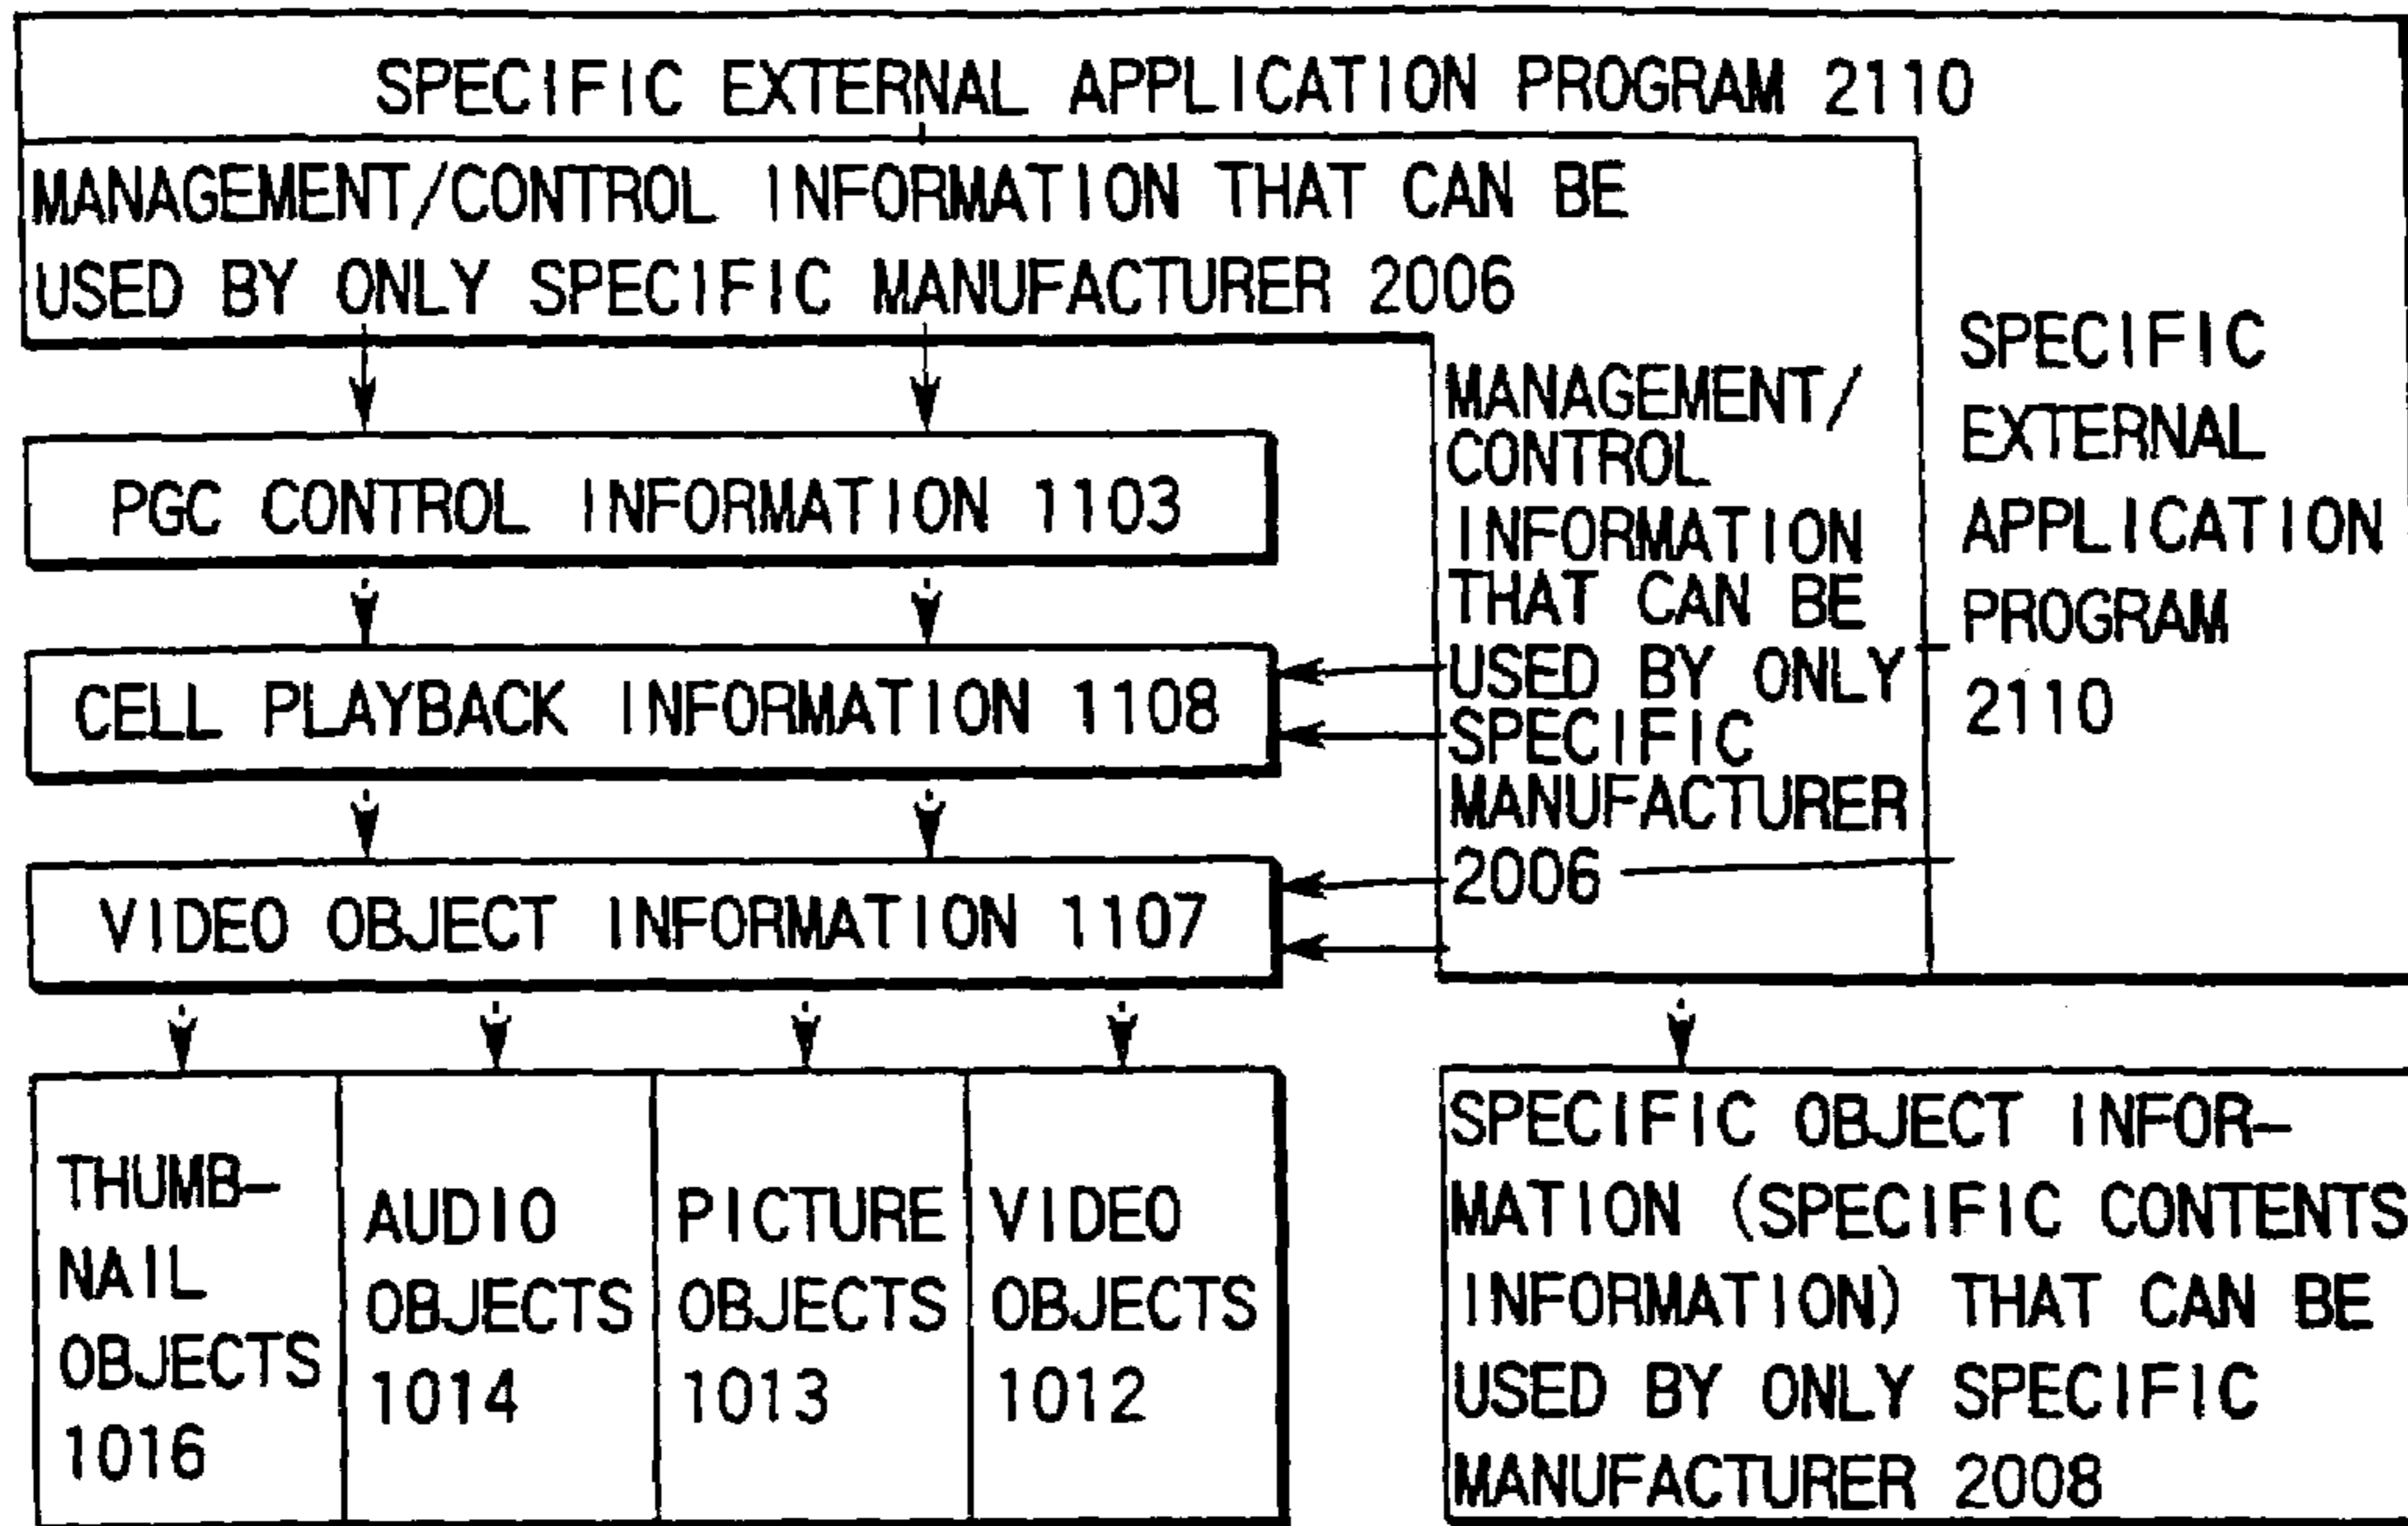 SPECIFIC EXTERNAL APPLICATION PROGRAM 2110
MANAGEMENT/CONTROL INFORMATION THAT CAN BE
USED BY ONLY SPECIFIC MANUFACTURER 2006
PGC CONTROL INFORMATION 1103
CELL PLAYBACK INFORMATION 1108
VIDEO OBJECT INFORMATION 1107
MANAGEMENT/
CONTROL
INFORMATION
THAT CAN BE
USED BY ONLY
SPECIFIC
MANUFACTURER
2006
SPECIFIC
EXTERNAL
APPLICATION
PROGRAM
2110
THUMB-
NAIL
OBJECTS
1016
AUDIO
OBJECTS
1014
PICTURE
OBJECTS
1013
VIDEO
OBJECTS
1012
SPECIFIC OBJECT INFOR-
MATION (SPECIFIC CONTENTS
INFORMATION) THAT CAN BE
USED BY ONLY SPECIFIC
MANUFACTURER 2008